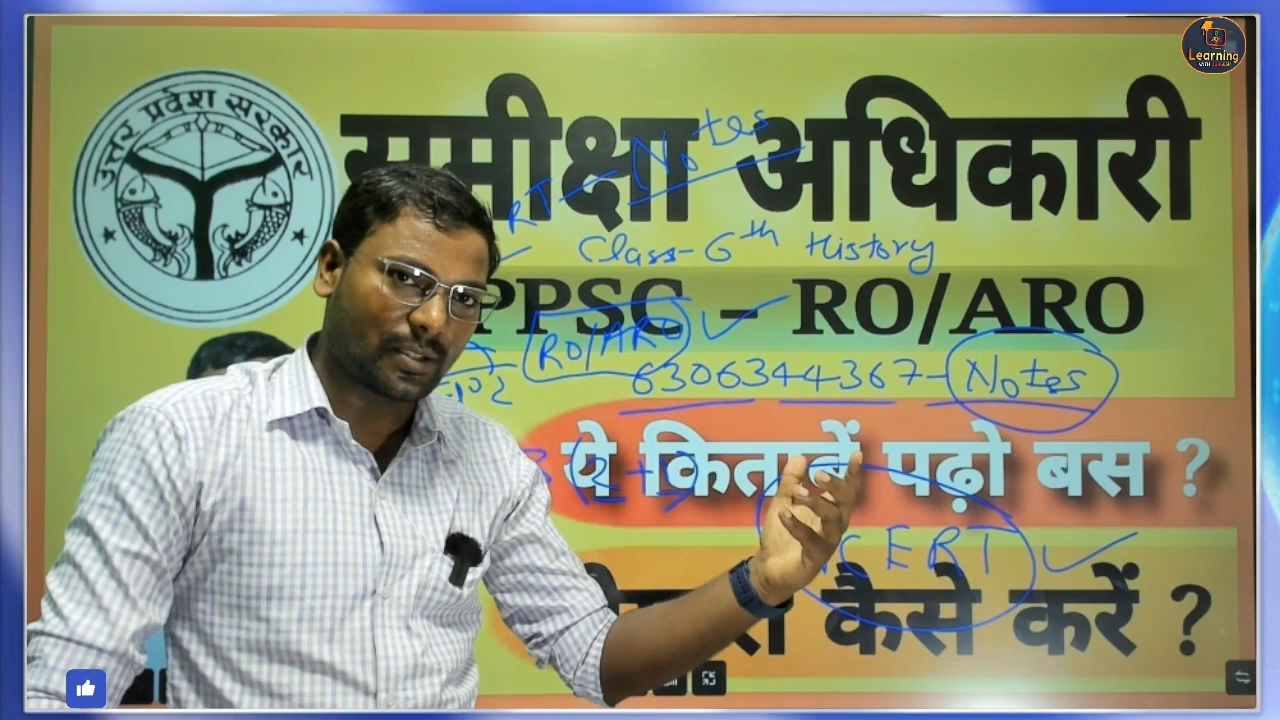 Learning
उत्तर प्रदेश सरकार
समीक्षा अधिकारी
Notes
Class-6th History
PPSC - RO/ARO
RO/ARO
6306344367-Notes
ये किताबें पढ़ो बस ?
CERT
कैसे करें ?